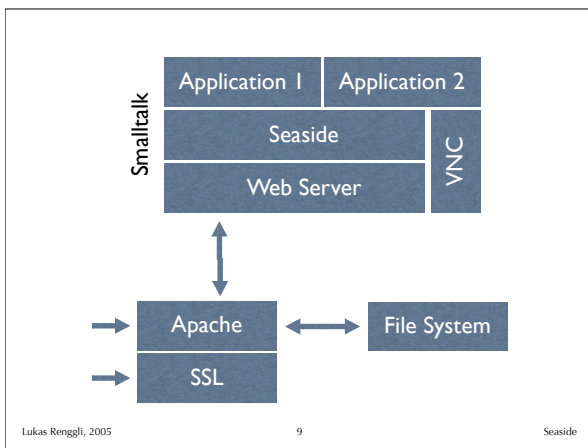 Application 1
Application 2
Smalltalk
Seaside
VNC
Web Server
Apache
File System
SSL
Lukas Renggli, 2005
9
Seaside